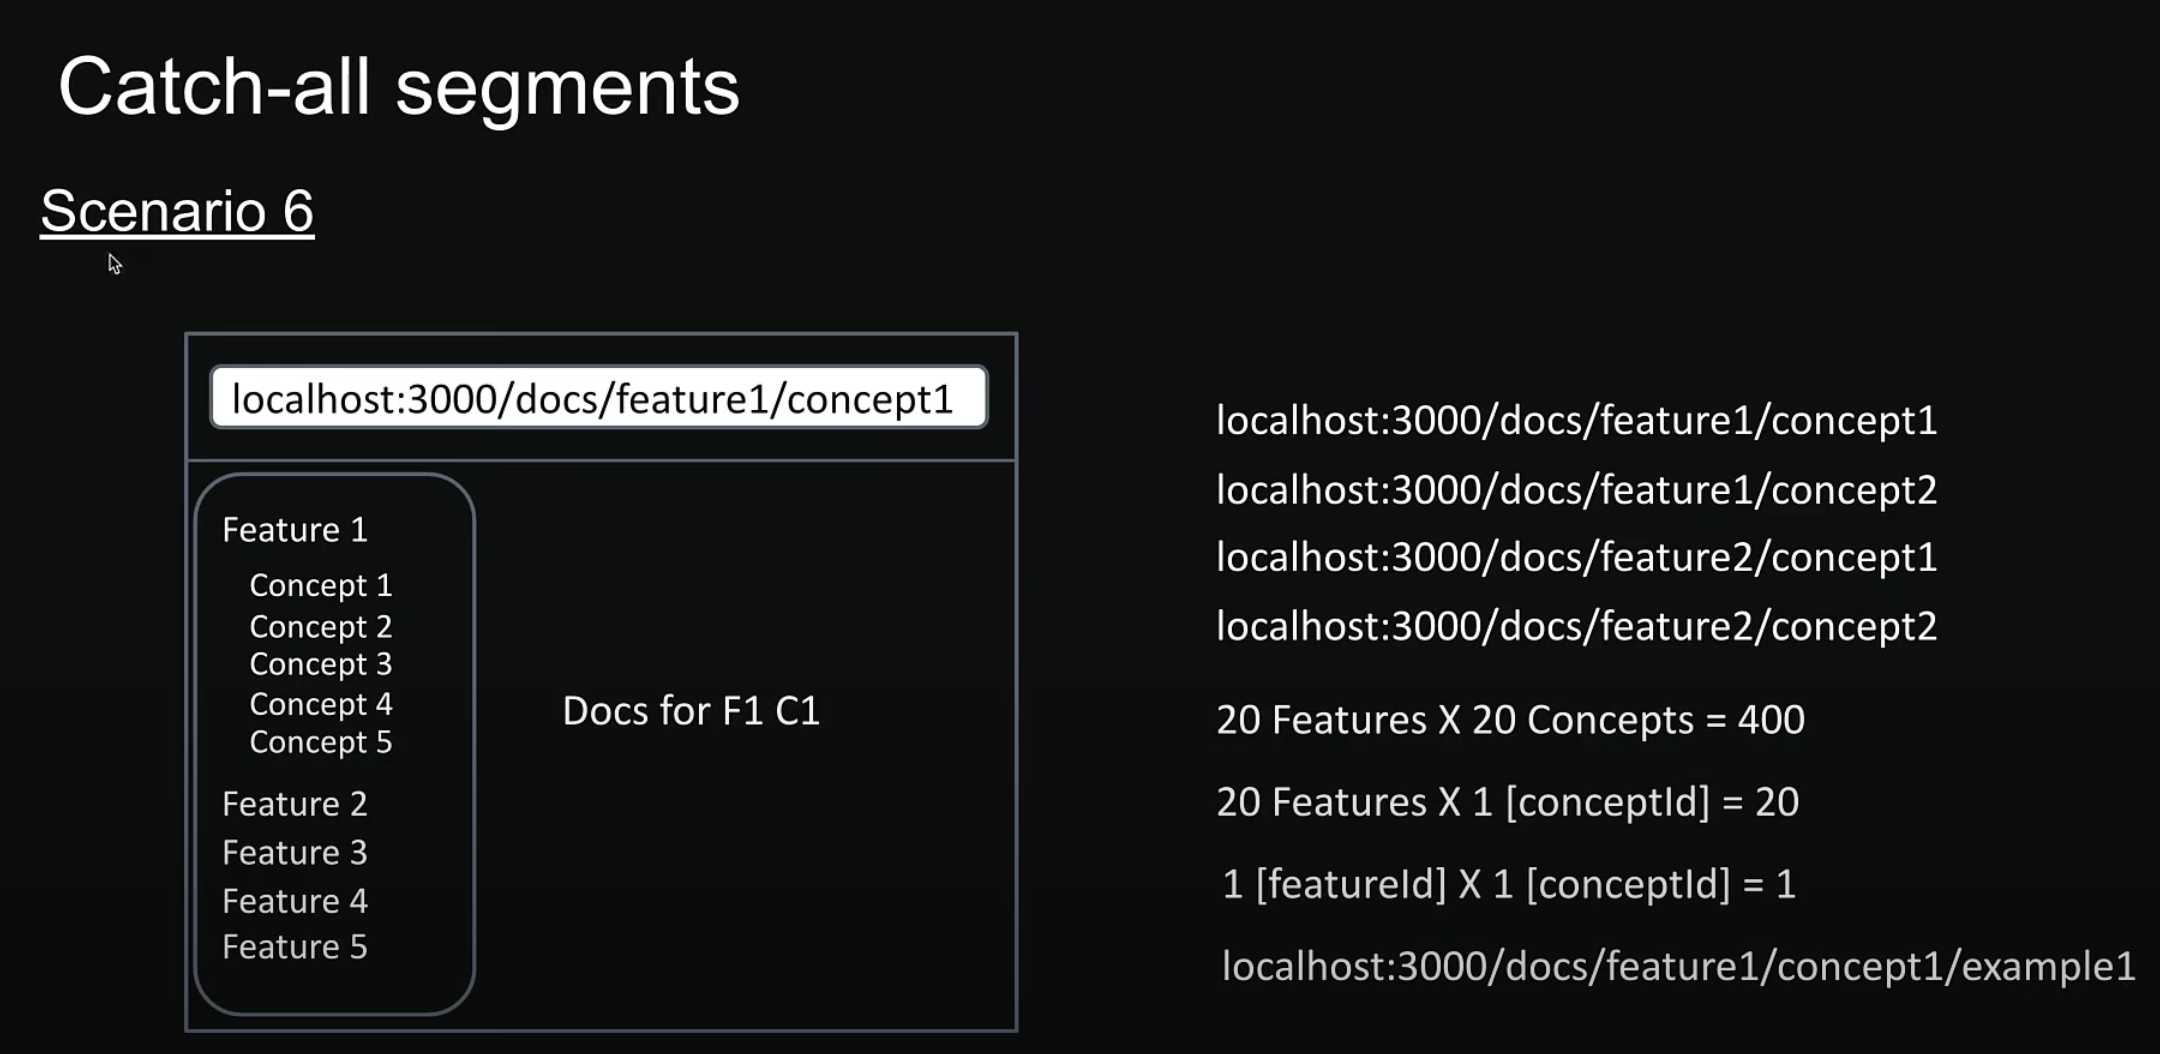 Catch-all segments
Scenario 6
localhost:3000/docs/feature1/concept1
Feature 1
Concept 1
Concept 2
Concept 3
Concept 4
Concept 5
Feature 2
Feature 3
Feature 4
Feature 5
Docs for F1 C1
localhost:3000/docs/feature1/concept1
localhost:3000/docs/feature1/concept2
localhost:3000/docs/feature2/concept1
localhost:3000/docs/feature2/concept2
20 Features X 20 Concepts = 400
20 Features X 1 [conceptId] = 20
1 [featureId] X 1 [conceptId] = 1
localhost:3000/docs/feature1/concept1/example1